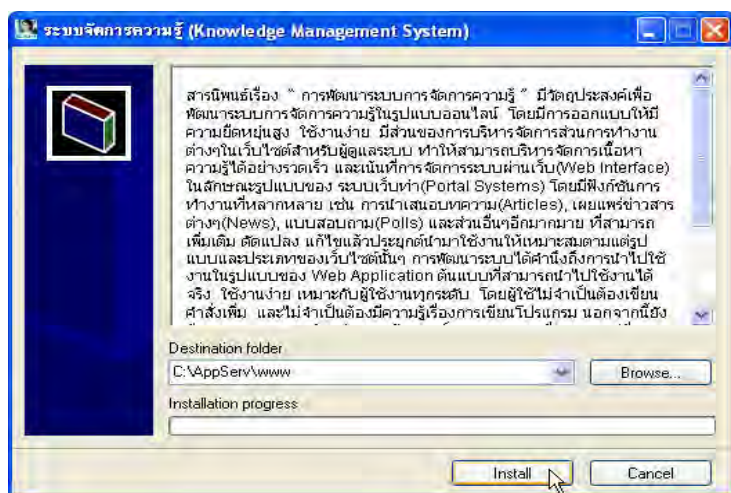 ระบบจัดการความรู้ (Knowledge Management System)
สารนิพนธ์เรื่อง " การพัฒนาระบบการจัดการความรู้ " มีวัตถุประสงค์เพื่อ
พัฒนาระบบการจัดการความรู้ในรูปแบบออนไลน์ โดยมีการออกแบบให้มี
ความยืดหยุ่นสูง ใช้งานง่าย มีส่วนของการบริหารจัดการส่วนการทำงาน
ต่างๆในเว็บไซต์สำหรับผู้ดูแลระบบ ทำให้สามารถบริหารจัดการเนื้อหา
ความรู้ได้อย่างรวดเร็ว และเน้นที่การจัดการระบบผ่านเว็บ(Web Interface)
ในลักษณะรูปแบบของ ระบบเว็บท่า(Portal Systems) โดยมีฟังก์ชันการ
ทำงานที่หลากหลาย เช่น การนำเสนอบทความ(Articles), เผยแพร่ข่าวสาร
ต่างๆ(News), แบบสอบถาม(Polls) และส่วนอื่นๆอีกมากมาย ที่สามารถ
เพิ่มเติม ดัดแปลง แก้ไขแล้วประยุกต์นำมาใช้งานให้เหมาะสมตามแต่รูป
แบบและประเภทของเว็บไซต์นั้นๆ การพัฒนาระบบได้คำนึงถึงการนำไปใช้
งานในรูปแบบของ Web Application ต้นแบบที่สามารถนำไปใช้งานได้
จริง ใช้งานง่าย เหมาะกับผู้ใช้งานทุกระดับ โดยผู้ใช้ไม่จำเป็นต้องเขียน
คำสั่งเพิ่ม และไม่จำเป็นต้องมีความรู้เรื่องการเขียนโปรแกรม นอกจากนี้ยัง
Destination folder
C:\AppServ\www
Browse...
Installation progress
Install
Cancel